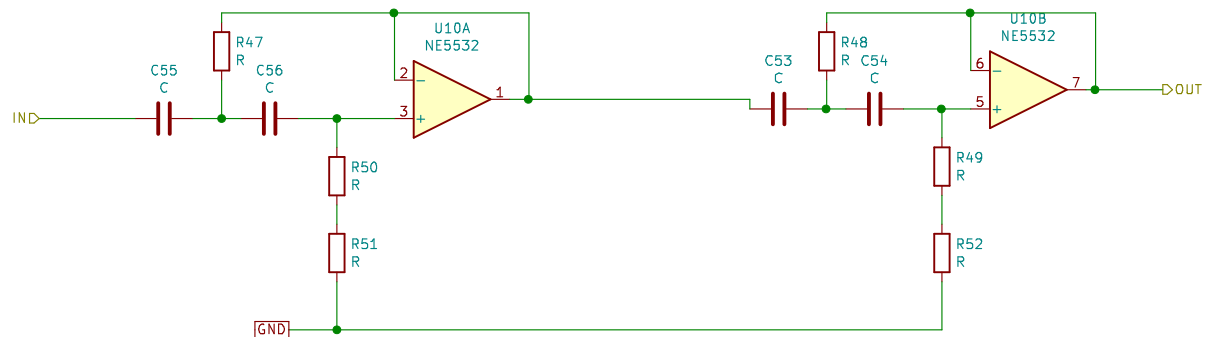 U10A
NE5532
R47
R
C55
C
C56
C
2
3
1
IN
R50
R
R51
R
GND
U10B
NE5532
R48
R
C53
C
C54
C
6
5
7
OUT
R49
R
R52
R